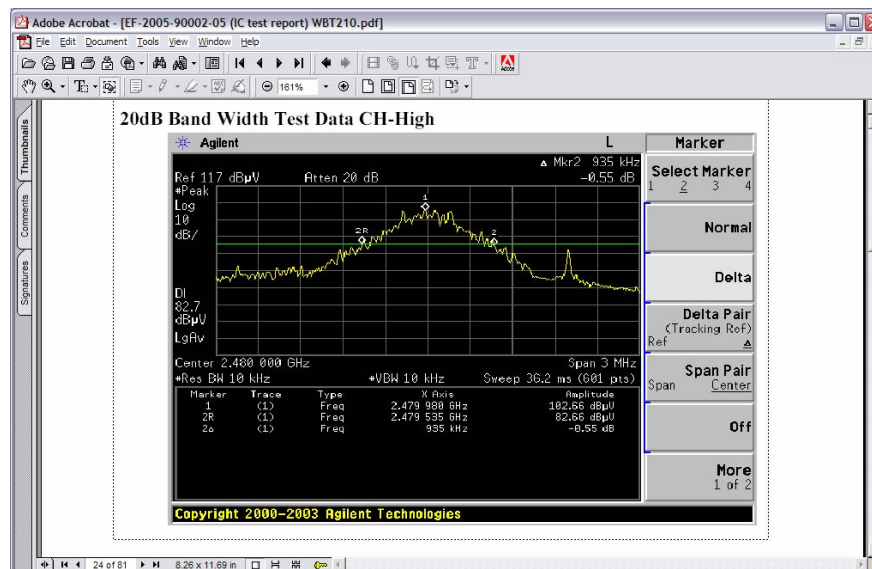 Adobe Acrobat - [EF-2005-90002-05 (IC test report) WBT210.pdf]
File Edit Document Tools View Window Help
161%
Thumbnails
Comments
Signatures
20dB Band Width Test Data CH-High
Agilent L Marker
Δ Mkr2 935 kHz
Ref 117 dBµV Atten 20 dB -0.55 dB
#Peak
Log
10
dB/
1
2R
2
DI
82.7
dBµV
LgAv
Center 2.480 000 GHz Span 3 MHz
#Res BW 10 kHz #VBW 10 kHz Sweep 36.2 ms (601 pts)
Marker Trace Type X Axis Amplitude
1 (1) Freq 2.479 980 GHz 102.66 dBµV
2R (1) Freq 2.479 535 GHz 82.66 dBµV
2Δ (1) Freq 935 kHz -0.55 dB
Select Marker
1 2 3 4
Normal
Delta
Delta Pair
(Tracking Ref)
Ref Δ
Span Pair
Span Center
Off
More
1 of 2
Copyright 2000-2003 Agilent Technologies
24 of 81 8.26 x 11.69 in